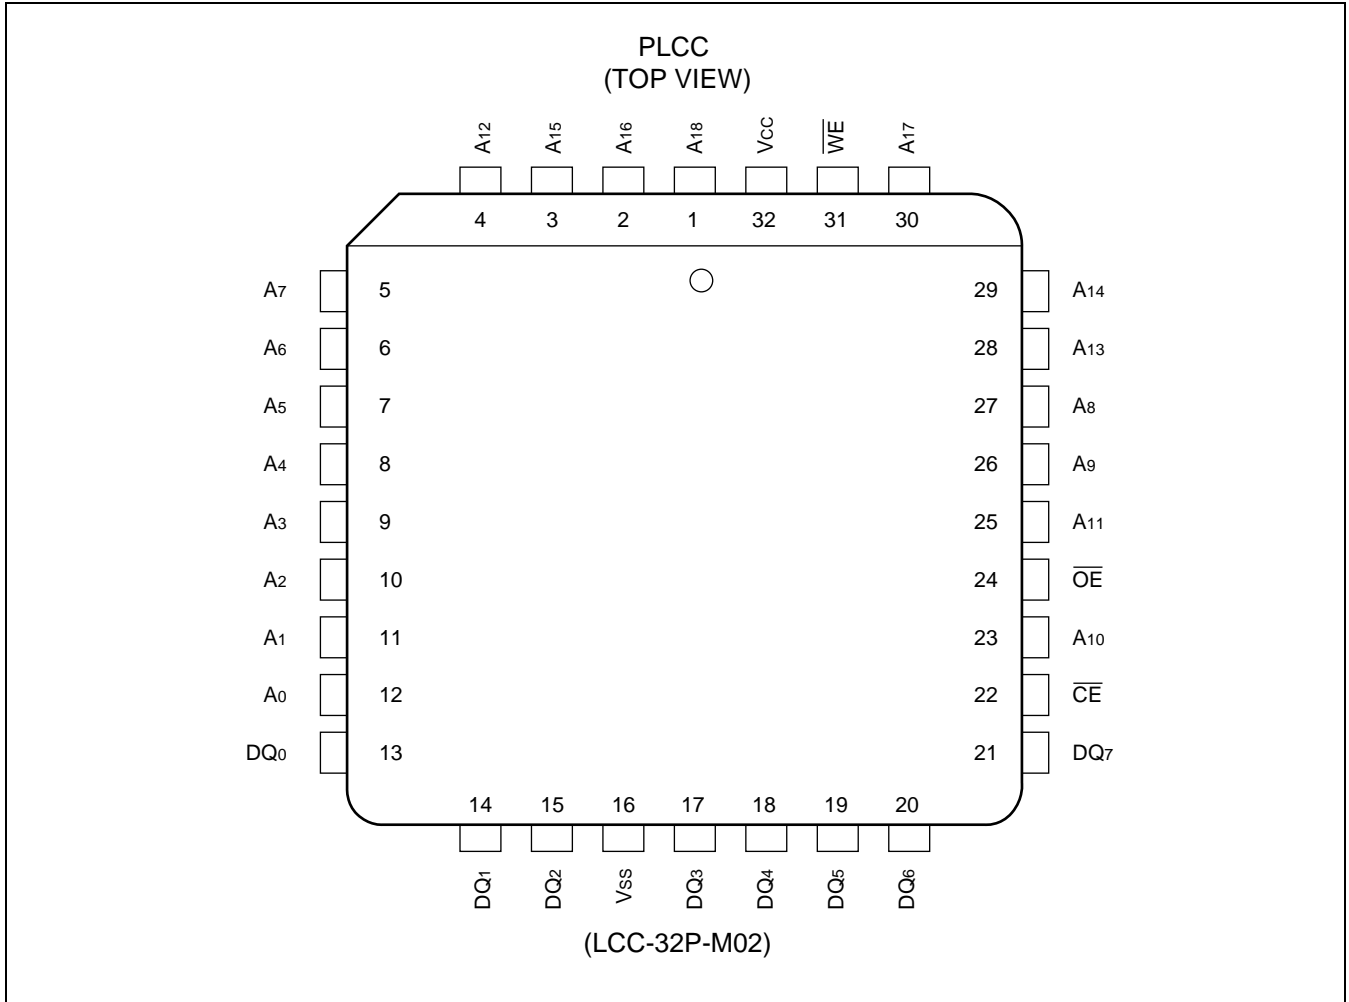 PLCC
(TOP VIEW)
A12 A15 A16 A18 VCC W̅E̅ A17
4 3 2 1 32 31 30
A7 5 29 A14
A6 6 28 A13
A5 7 27 A8
A4 8 26 A9
A3 9 25 A11
A2 10 24 O̅E̅
A1 11 23 A10
A0 12 22 C̅E̅
DQ0 13 21 DQ7
14 15 16 17 18 19 20
DQ1 DQ2 VSS DQ3 DQ4 DQ5 DQ6
(LCC-32P-M02)